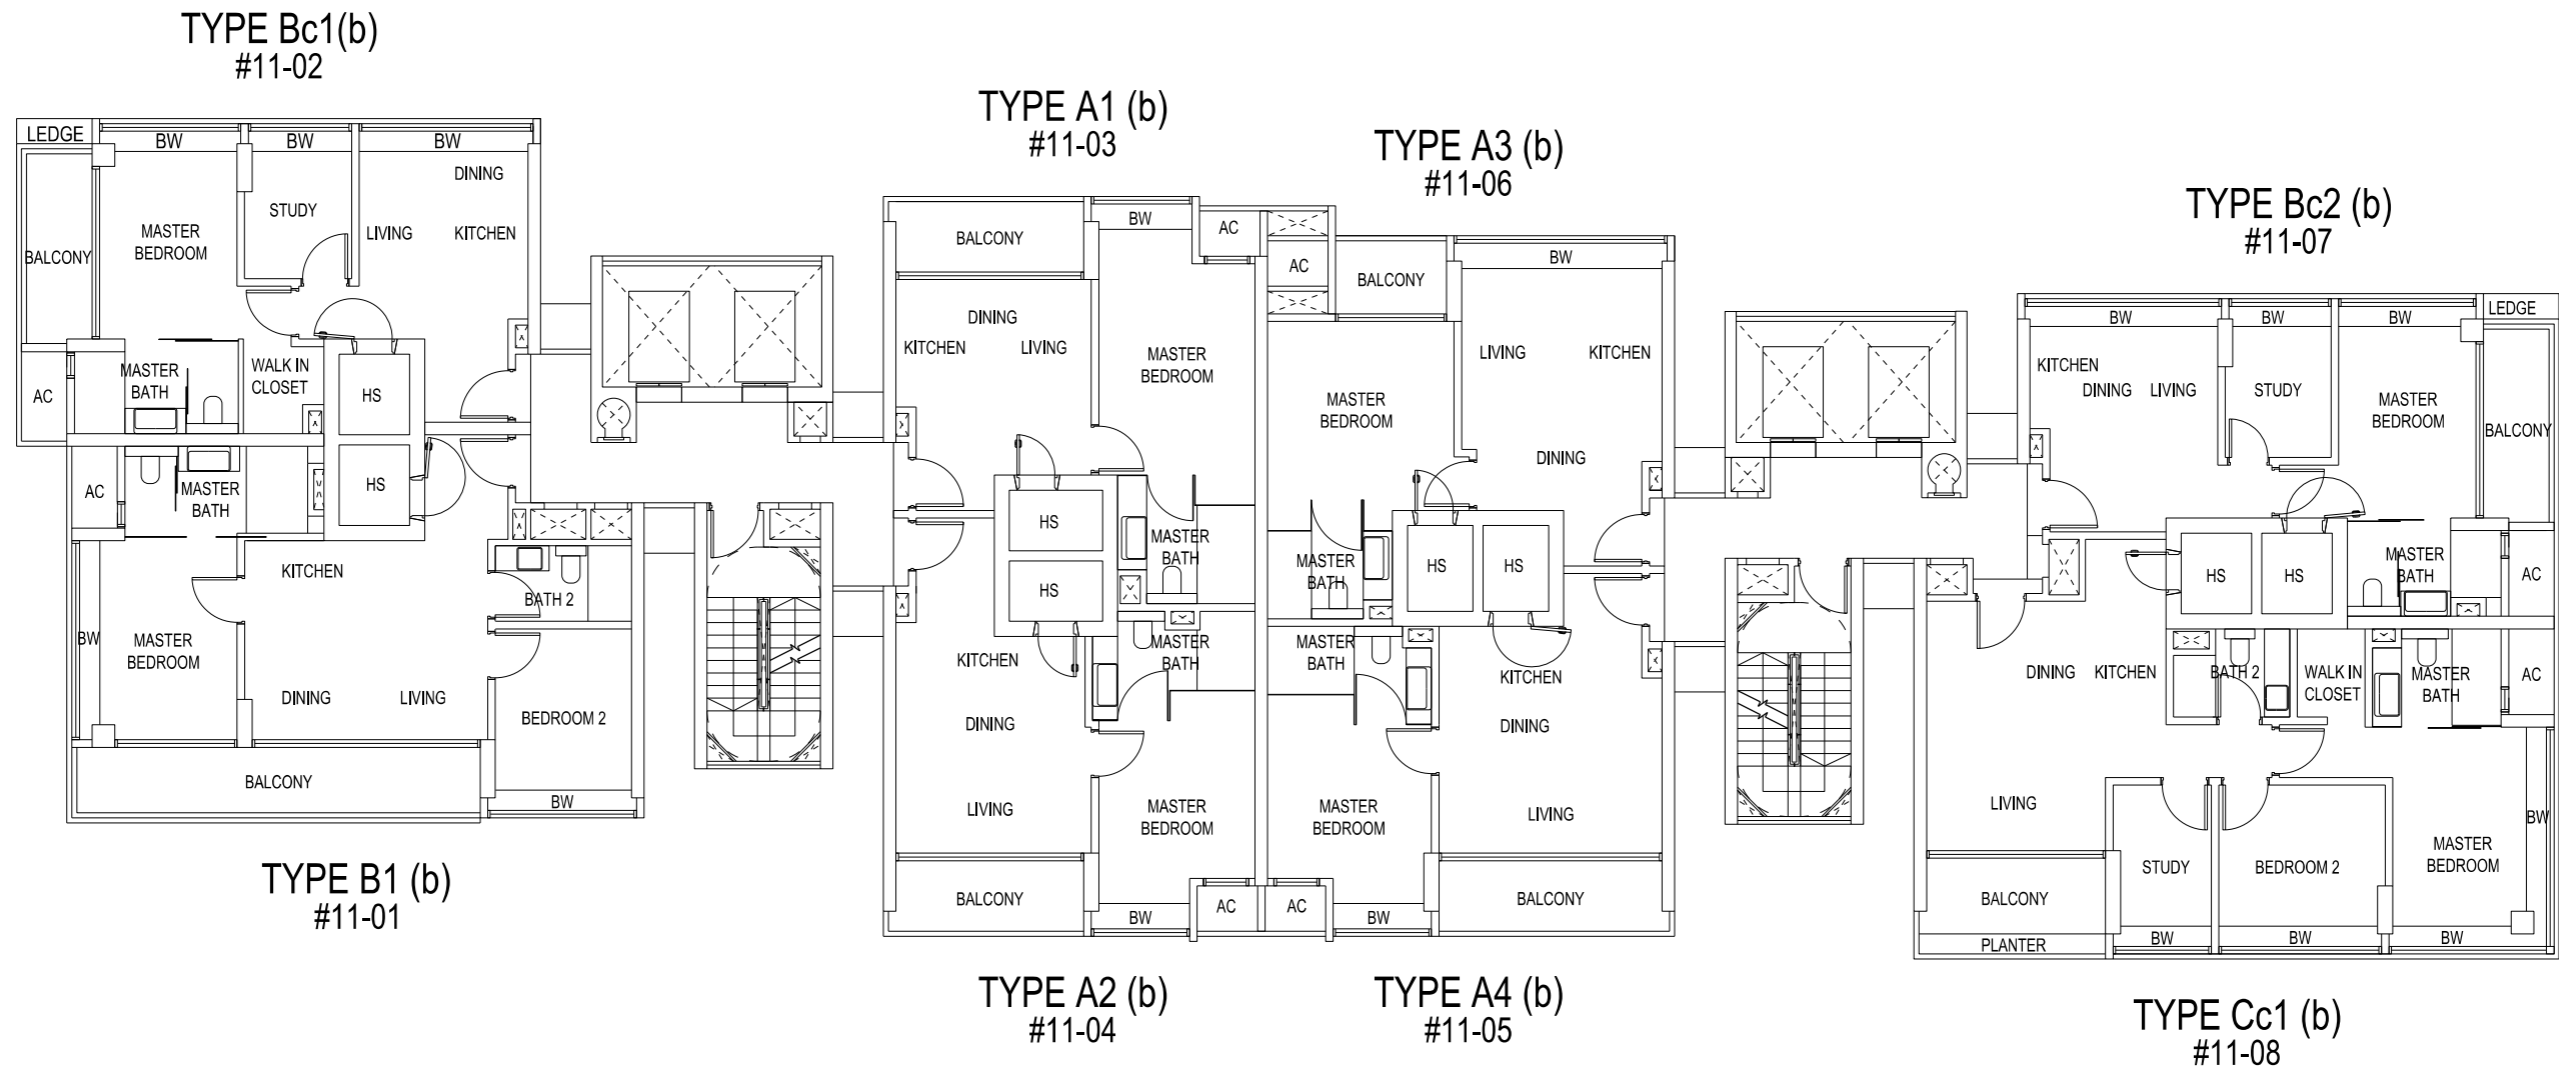 TYPE Bc1(b)
#11-02
LEDGE
BW
BW
BW
DINING
STUDY
MASTER
BEDROOM
LIVING
KITCHEN
BALCONY
MASTER
BATH
WALK IN
CLOSET
AC
HS
AC
MASTER
BATH
HS
KITCHEN
BATH 2
BW
MASTER
BEDROOM
DINING
LIVING
BEDROOM 2
BALCONY
BW
TYPE B1 (b)
#11-01
TYPE A1 (b)
#11-03
BALCONY
BW
AC
DINING
KITCHEN
LIVING
MASTER
BEDROOM
HS
MASTER
BATH
HS
KITCHEN
MASTER
BATH
DINING
LIVING
MASTER
BEDROOM
BALCONY
BW
AC
TYPE A2 (b)
#11-04
TYPE A3 (b)
#11-06
AC
BALCONY
BW
LIVING
KITCHEN
MASTER
BEDROOM
DINING
MASTER
BATH
HS
HS
MASTER
BATH
KITCHEN
DINING
MASTER
BEDROOM
LIVING
AC
BW
BALCONY
TYPE A4 (b)
#11-05
TYPE Bc2 (b)
#11-07
LEDGE
BW
BW
BW
KITCHEN
DINING
LIVING
STUDY
MASTER
BEDROOM
BALCONY
HS
HS
MASTER
BATH
AC
DINING
KITCHEN
BATH 2
WALK IN
CLOSET
MASTER
BATH
AC
LIVING
BW
STUDY
BEDROOM 2
MASTER
BEDROOM
BALCONY
PLANTER
BW
BW
BW
TYPE Cc1 (b)
#11-08